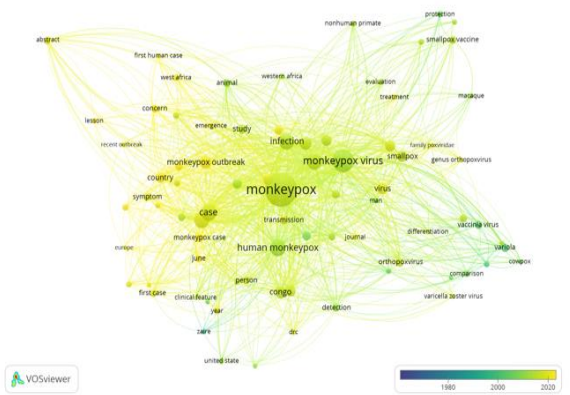 protection
nonhuman primate
abstract
smallpox vaccine
first human case
west africa
western africa
animal
evaluation
treatment
macaque
concern
lesson
emergence
study
recent outbreak
infection
family poxviridae
monkeypox outbreak
monkeypox virus
smallpox
genus orthopoxvirus
country
monkeypox
virus
symptom
man
case
transmission
vaccinia virus
differentiation
monkeypox case
journal
europe
human monkeypox
variola
june
orthopoxvirus
cowpox
comparison
person
first case
clinical feature
congo
varicella zoster virus
year
detection
zaire
drc
united state
VOSviewer
1980
2000
2020